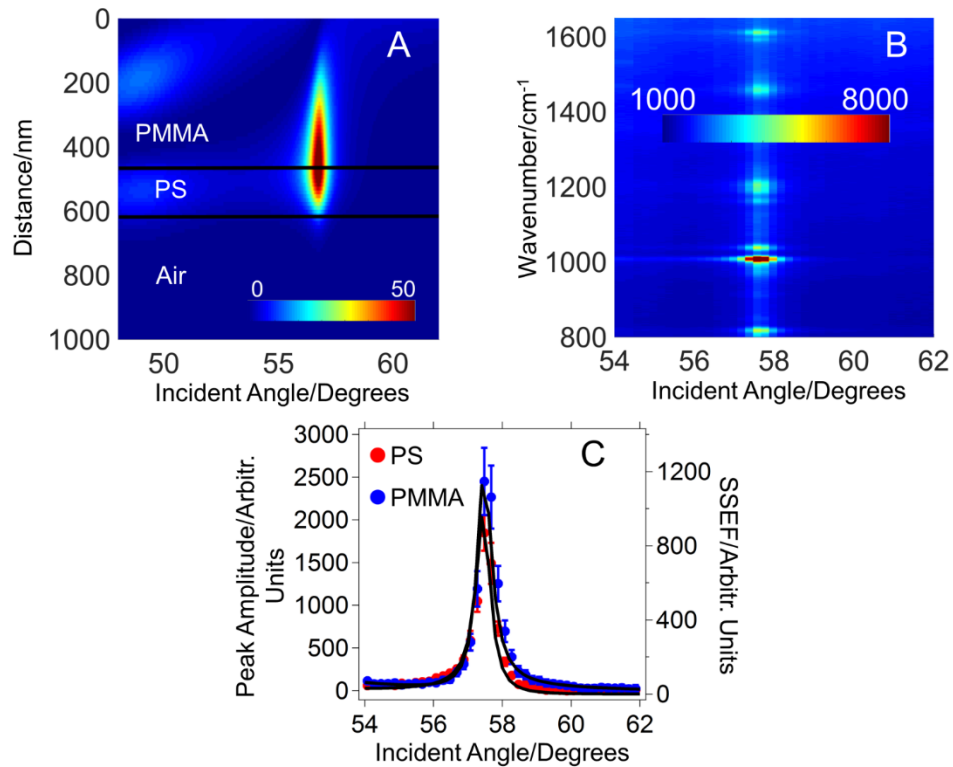 A
0
200
400
600
800
1000
Distance/nm
PMMA
PS
Air
0 50
50 55 60
Incident Angle/Degrees
B
1600
1400
1200
1000
800
Wavenumber/cm-1
1000 8000
54 56 58 60 62
Incident Angle/Degrees
C
3000
2500
2000
1500
1000
500
0
Peak Amplitude/Arbitr.
Units
PS
PMMA
1200
800
400
0
SSEF/Arbitr. Units
54 56 58 60 62
Incident Angle/Degrees